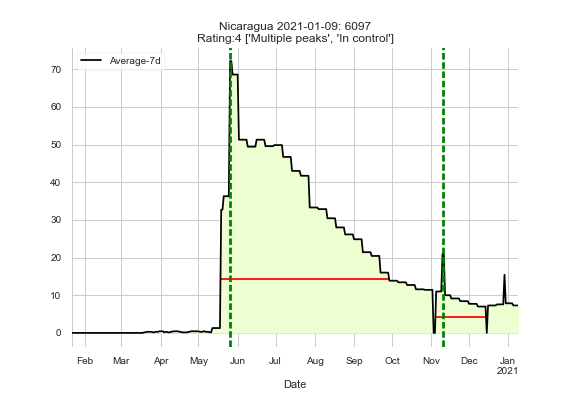 Nicaragua 2021-01-09: 6097
Rating:4 ['Multiple peaks', 'In control']
Average-7d
70
60
50
40
30
20
10
0
Feb Mar Apr May Jun Jul Aug Sep Oct Nov Dec Jan
2021
Date